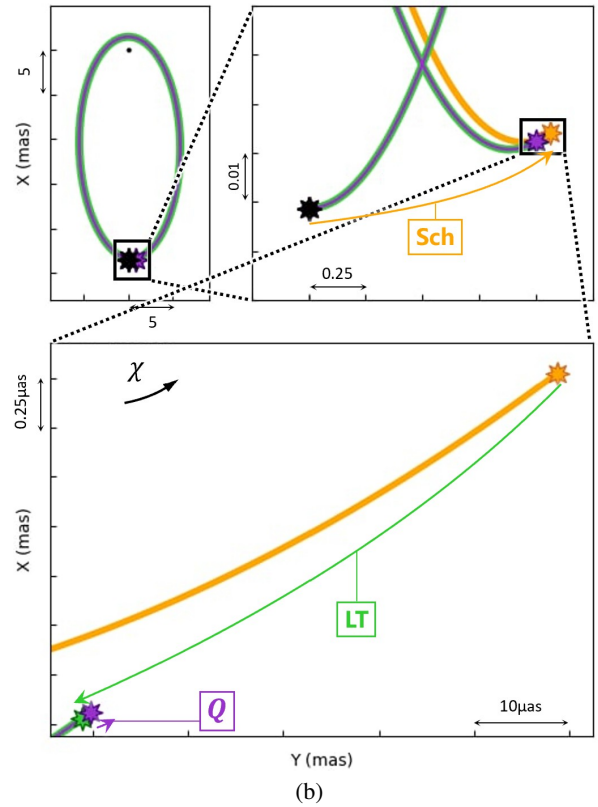 5
X (mas)
5
0.01
Sch
0.25
χ
0.25μas
X (mas)
LT
Q
10μas
Y (mas)
(b)